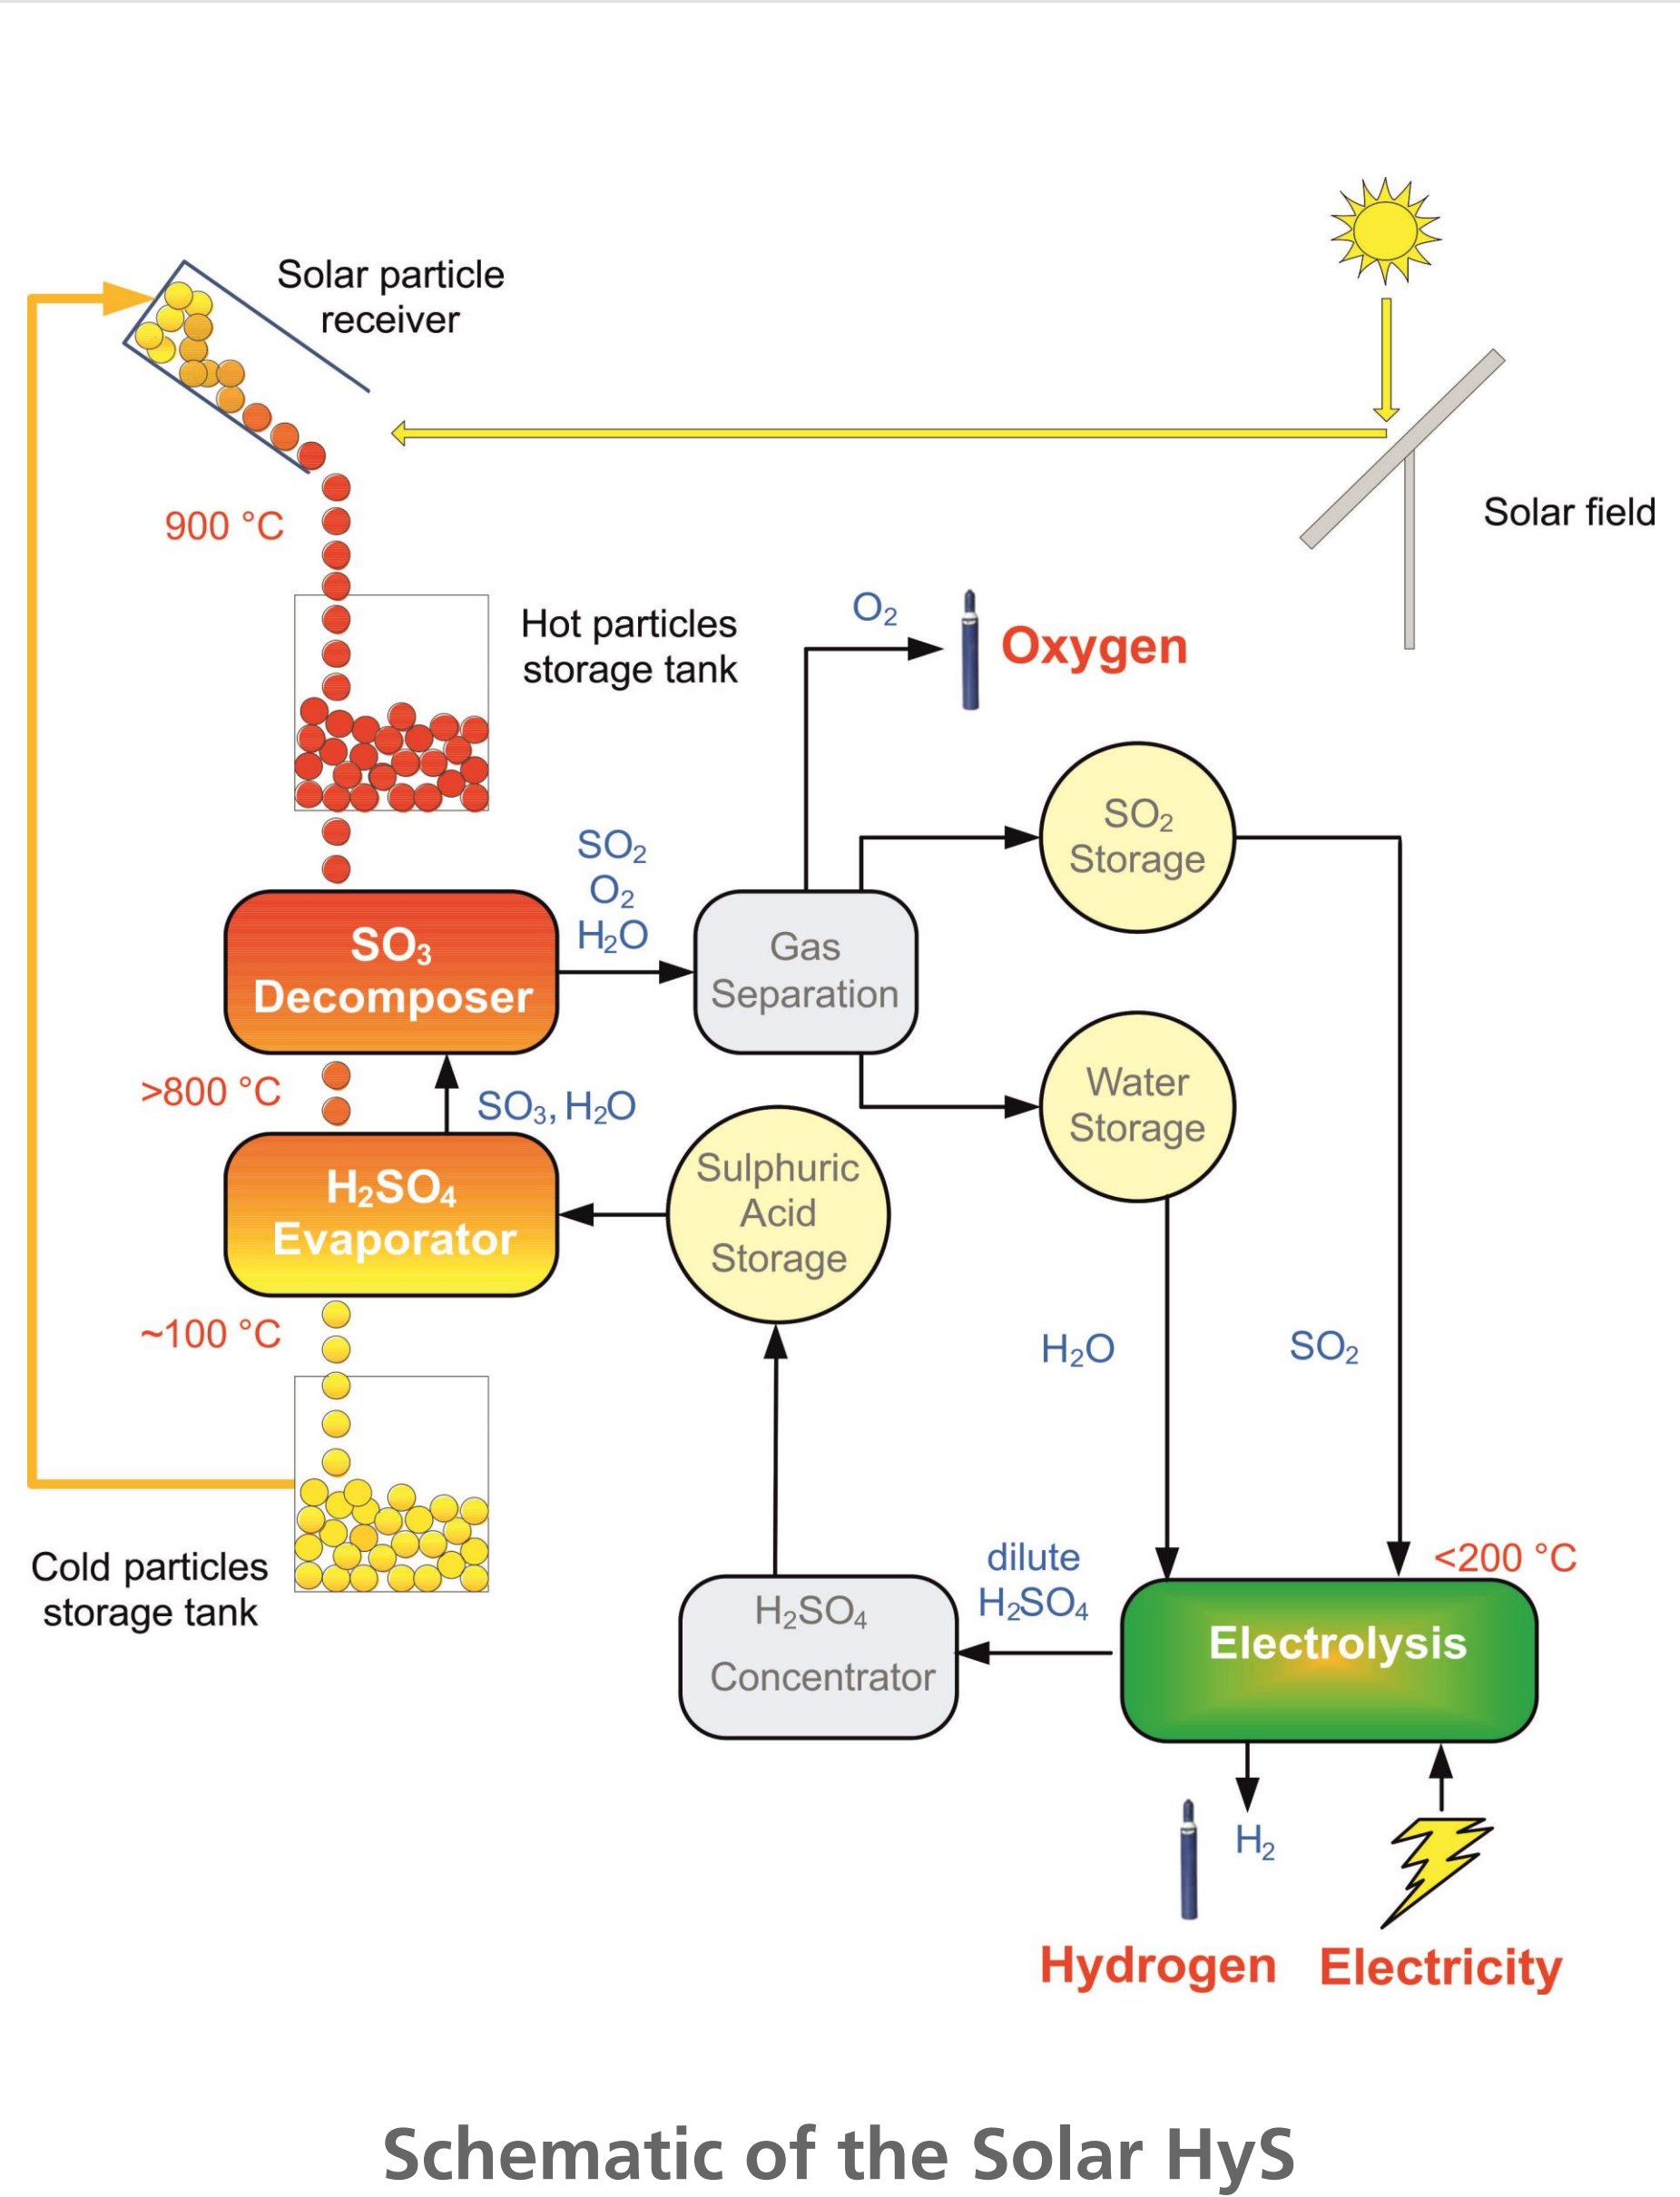 Solar particle
receiver
900 °C
Solar field
Hot particles
storage tank
O₂
Oxygen
SO₂
Storage
SO₂
O₂
H₂O
SO₃
Decomposer
Gas
Separation
>800 °C
SO₃, H₂O
Water
Storage
H₂SO₄
Evaporator
Sulphuric
Acid
Storage
~100 °C
H₂O
SO₂
Cold particles
storage tank
dilute
H₂SO₄
<200 °C
H₂SO₄
Concentrator
Electrolysis
H₂
Hydrogen
Electricity
Schematic of the Solar HyS